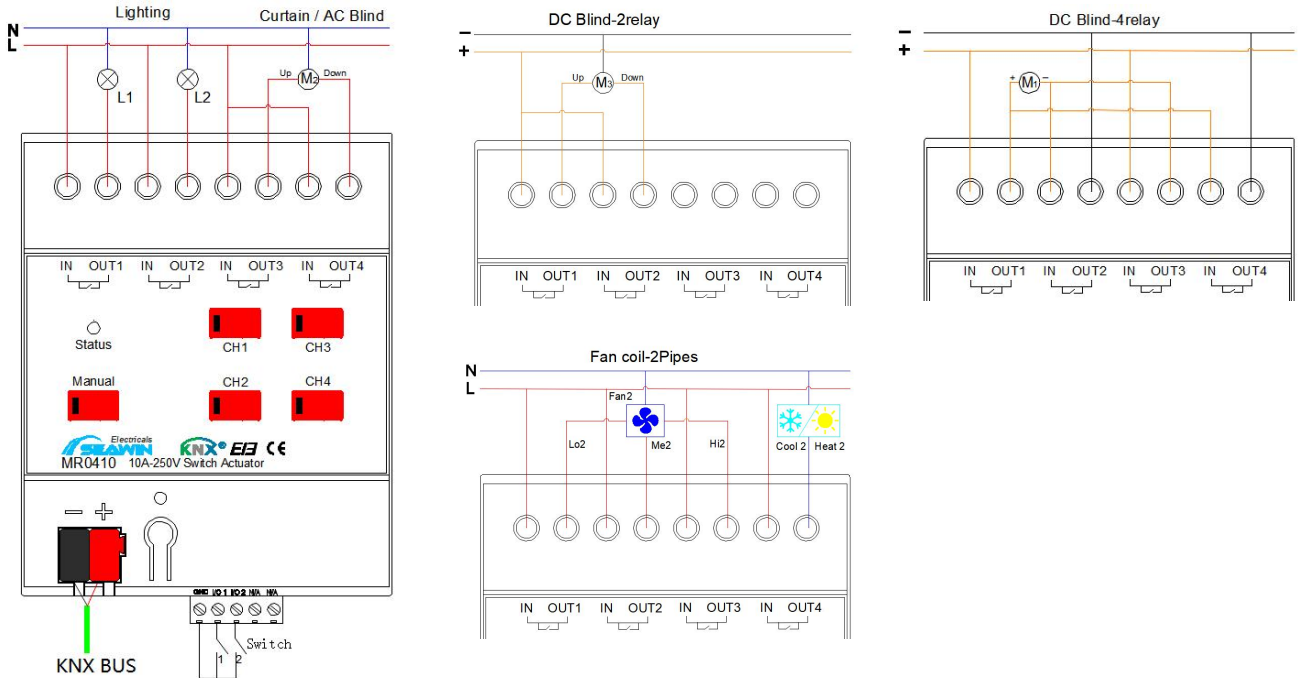 Lighting
Curtain / AC Blind
N
L
L1
L2
Up
M2
Down
IN OUT1 IN OUT2 IN OUT3 IN OUT4
Status
CH1
CH3
Manual
CH2
CH4
Electricals
SEAWIN
KNX® EIB CE
MR0410 10A-250V Switch Actuator
− +
GND I/O 1 I/O 2 N/A N/A
Switch
1 2
KNX BUS
DC Blind-2relay
−
+
Up
M3
Down
IN OUT1 IN OUT2 IN OUT3 IN OUT4
DC Blind-4relay
−
+
+ M1 −
IN OUT1 IN OUT2 IN OUT3 IN OUT4
Fan coil-2Pipes
N
L
Fan2
Lo2
Me2
Hi2
Cool 2
Heat 2
IN OUT1 IN OUT2 IN OUT3 IN OUT4